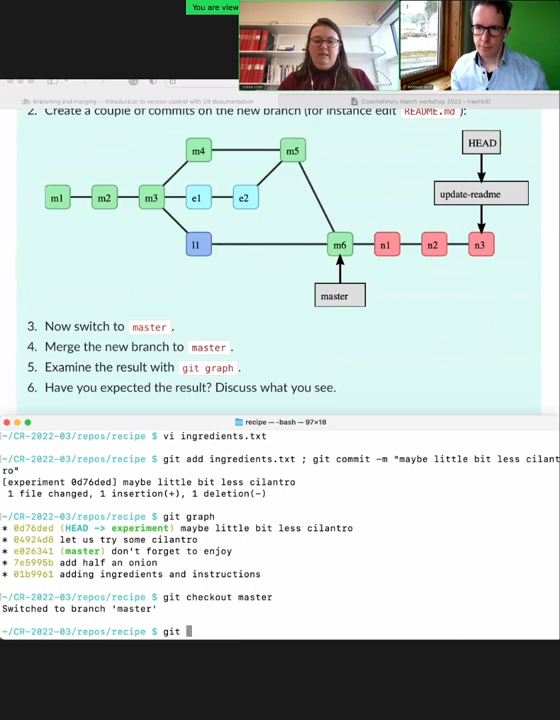 You are view
Branching and merging — Introduction to version control with Git documentation
CodeRefinery March workshop 2022 - HackMD
2. Create a couple of commits on the new branch (for instance edit README.md ):
HEAD
m4
m5
update-readme
m1
m2
m3
e1
e2
l1
m6
n1
n2
n3
master
3. Now switch to master .
4. Merge the new branch to master .
5. Examine the result with git graph .
6. Have you expected the result? Discuss what you see.
recipe — -bash — 97×18
[~/CR-2022-03/repos/recipe $ vi ingredients.txt
[~/CR-2022-03/repos/recipe $ git add ingredients.txt ; git commit -m "maybe little bit less cilant
ro"
[experiment 0d76ded] maybe little bit less cilantro
1 file changed, 1 insertion(+), 1 deletion(-)
[~/CR-2022-03/repos/recipe $ git graph
* 0d76ded (HEAD -> experiment) maybe little bit less cilantro
* 04924d8 let us try some cilantro
* e026341 (master) don't forget to enjoy
* 7e5995b add half an onion
* 01b9961 adding ingredients and instructions
[~/CR-2022-03/repos/recipe $ git checkout master
Switched to branch 'master'
~/CR-2022-03/repos/recipe $ git